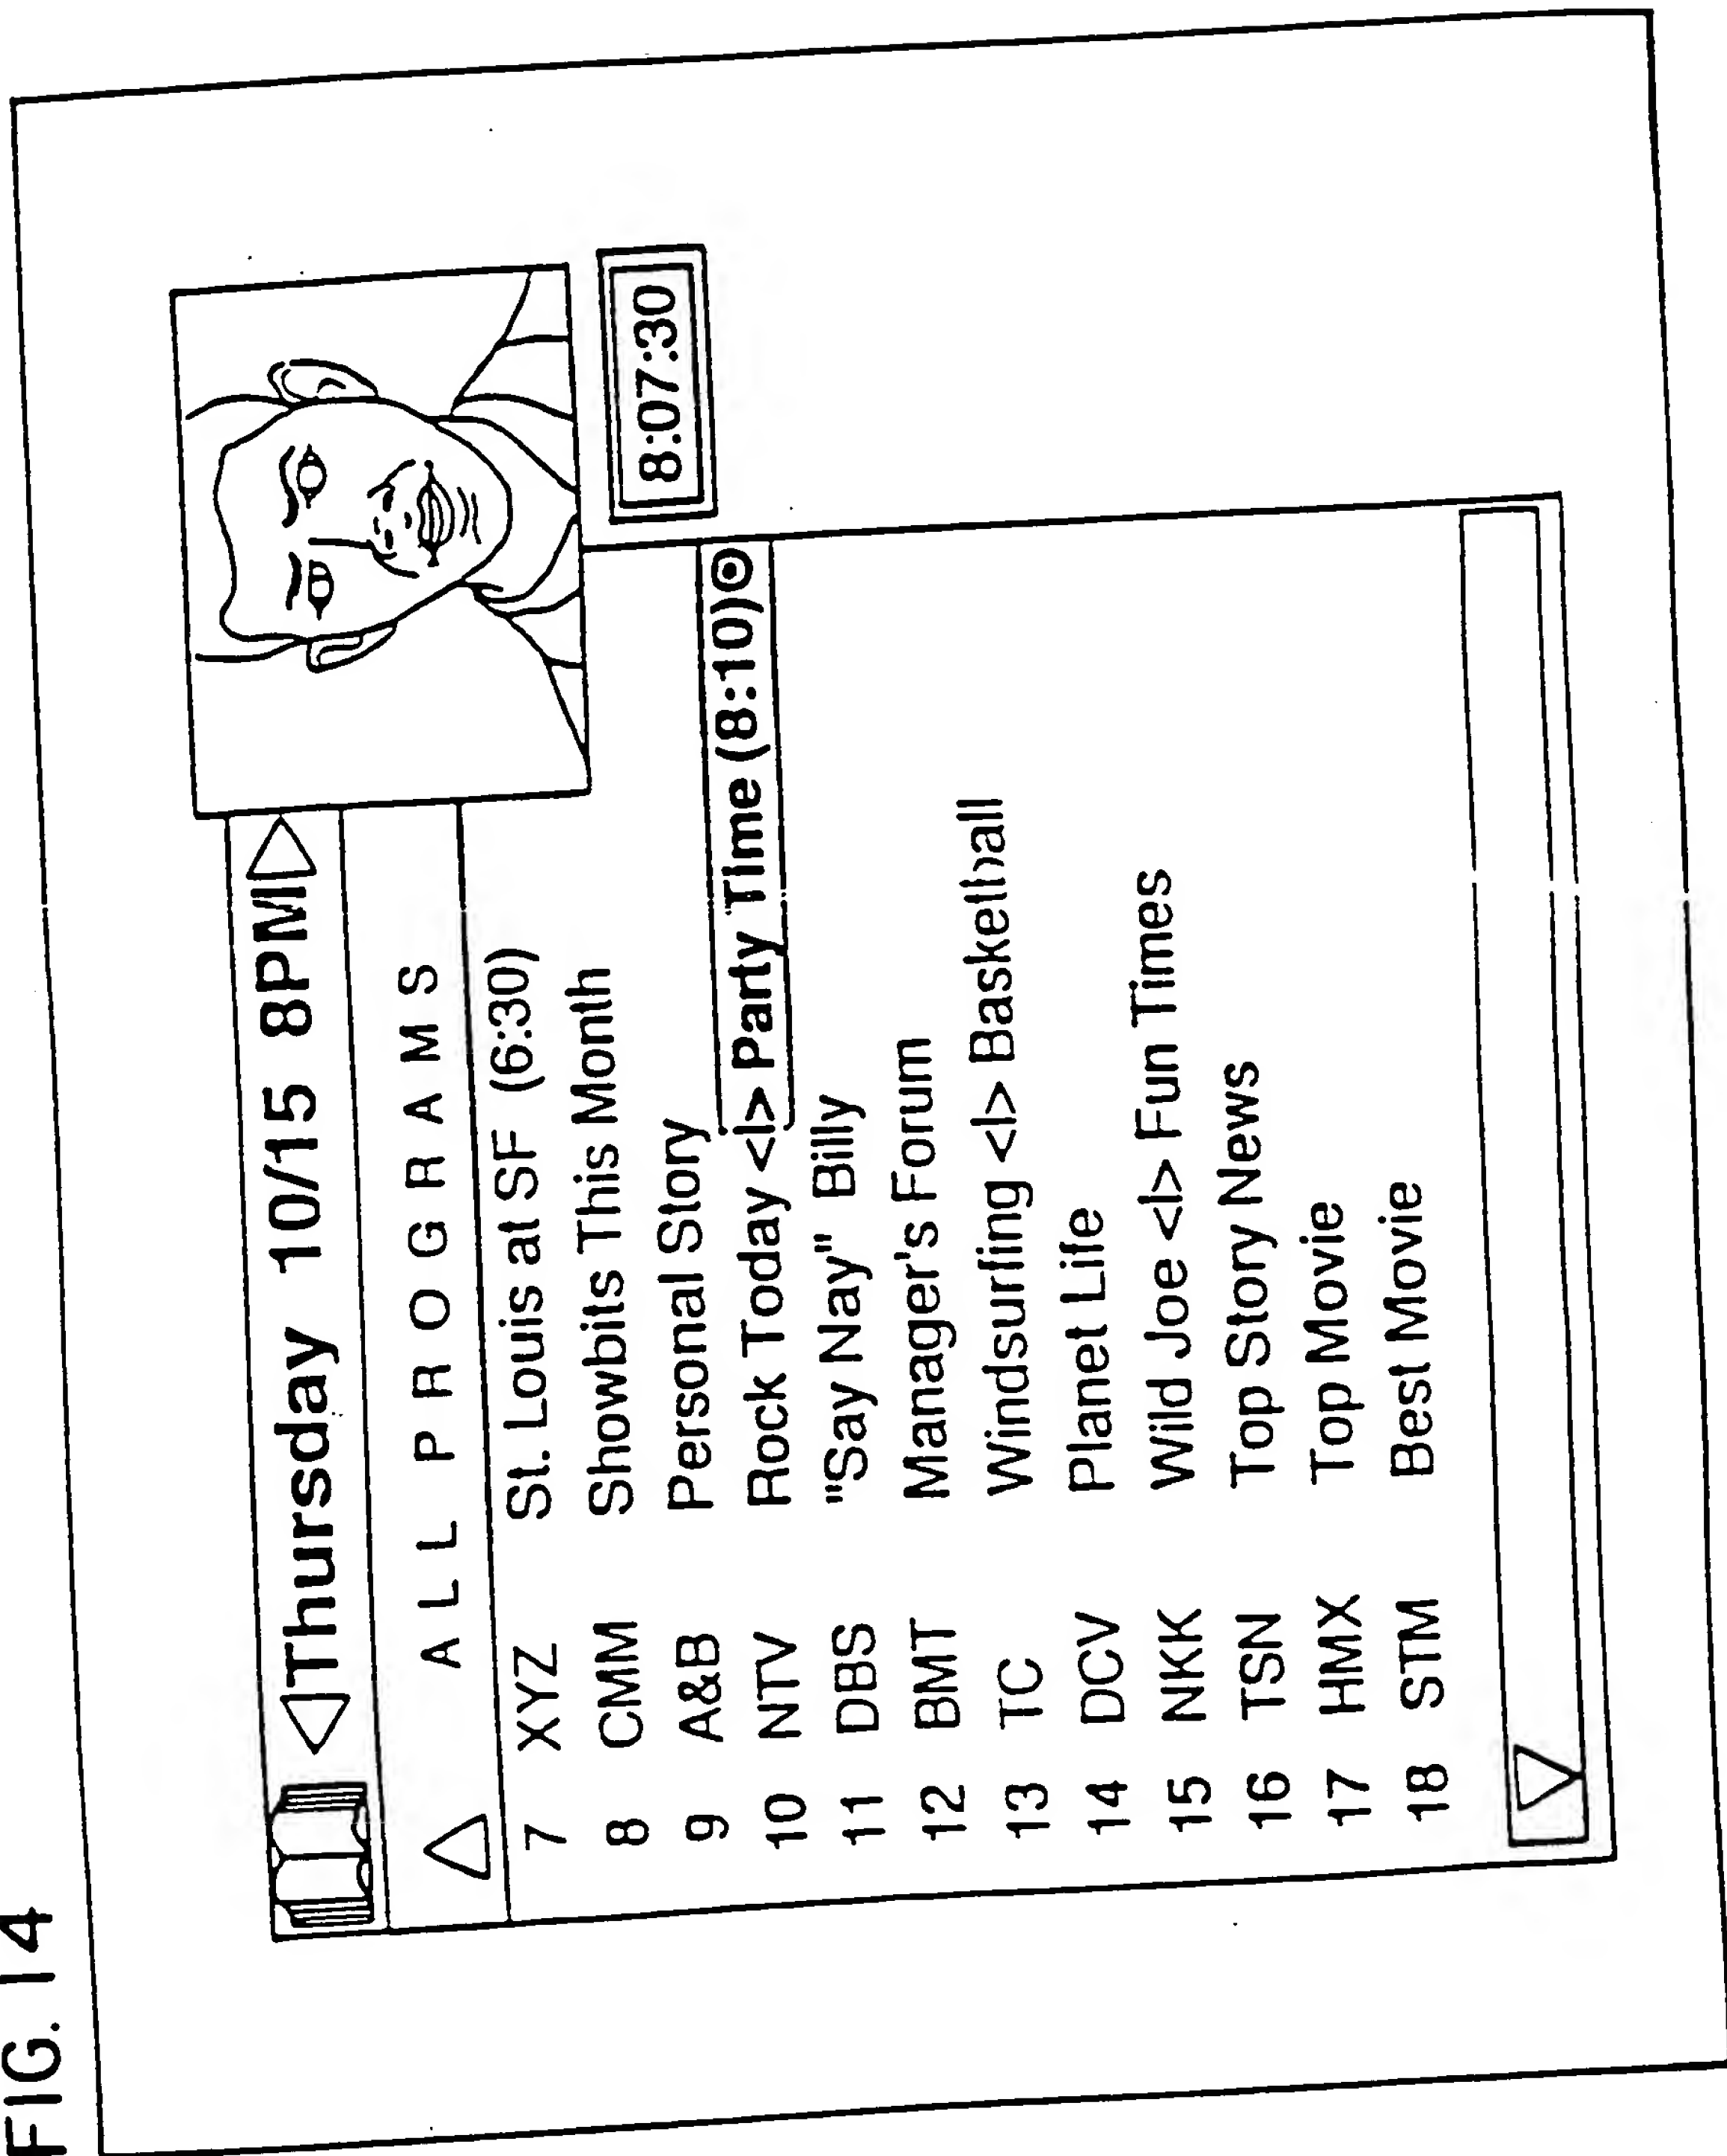 FIG. 14
Thursday 10/15 8PM
ALL PROGRAMS
8:07:30
7 XYZ St. Louis at SF (6:30)
8 CMM Showbits This Month
9 A&B Personal Story
10 NTV Rock Today <I> Party Time (8:10)
11 DBS "Say Nay" Billy
12 BMT Manager's Forum
13 TC Windsurfing <I> Basketball
14 DCV Planet Life
15 NKK Wild Joe <I> Fun Times
16 TSN Top Story News
17 HMX Top Movie
18 STM Best Movie